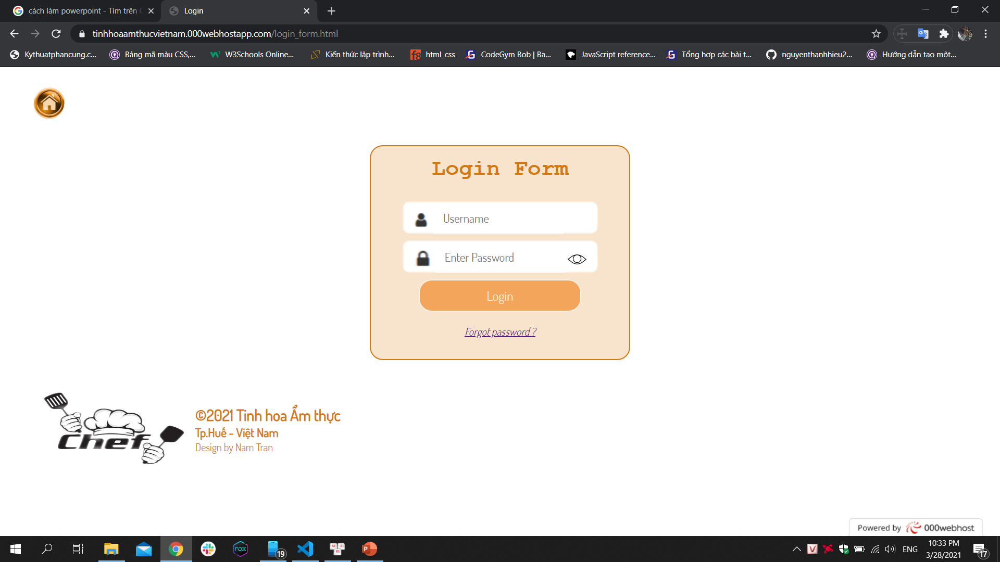 cách làm powerpoint - Tìm trên
Login
tinhhoaamthucvietnam.000webhostapp.com/login_form.html
Kythuatphancung.c...
Bảng mã màu CSS,...
W3Schools Online...
Kiến thức lập trình...
html_css
CodeGym Bob | Bạ...
JavaScript reference...
Tổng hợp các bài t...
nguyenthanhhieu2...
Hướng dẫn tạo một...
Login Form
Username
Enter Password
Login
Forgot password ?
Chef
©2021 Tinh hoa Ẩm thực
Tp.Huế - Việt Nam
Design by Nam Tran
Powered by 000webhost
19
ENG
10:33 PM
3/28/2021
17